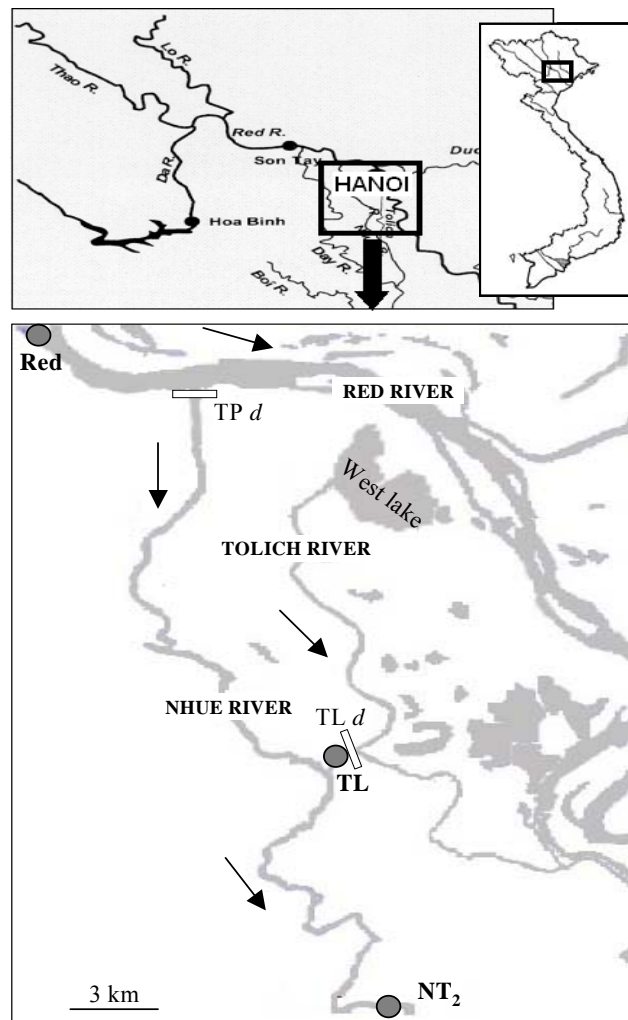 Lo R.
Thao R.
Red R.
Son Tay
Duo
Da R.
HANOI
Tolich
Hoa Binh
Day R.
Boi R.
Red
RED RIVER
TP d
West lake
TOLICH RIVER
NHUE RIVER
TL d
TL
NT₂
3 km